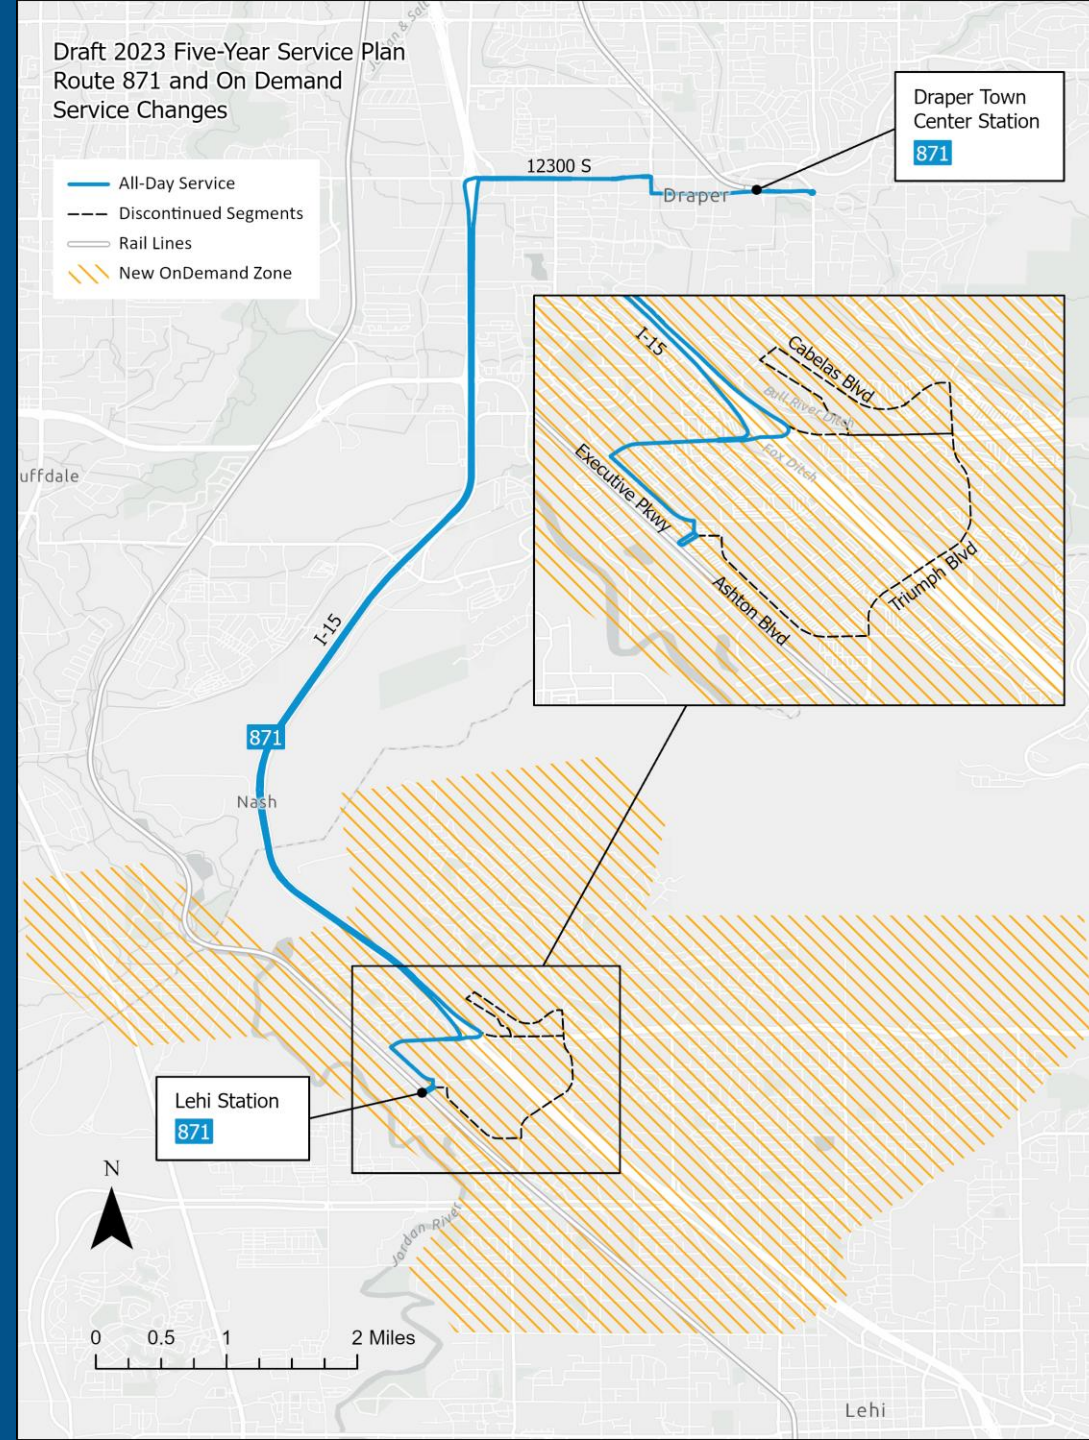 Draft 2023 Five-Year Service Plan
Route 871 and On Demand
Service Changes
All-Day Service
Discontinued Segments
Rail Lines
New OnDemand Zone
12300 S
Draper
Draper Town
Center Station
871
I-15
Cabelas Blvd
Bull River Ditch
Fox Ditch
Executive Pkwy
Ashton Blvd
Triumph Blvd
uffdale
I-15
871
Nash
Lehi Station
871
N
Jordan River
0 0.5 1 2 Miles
Lehi